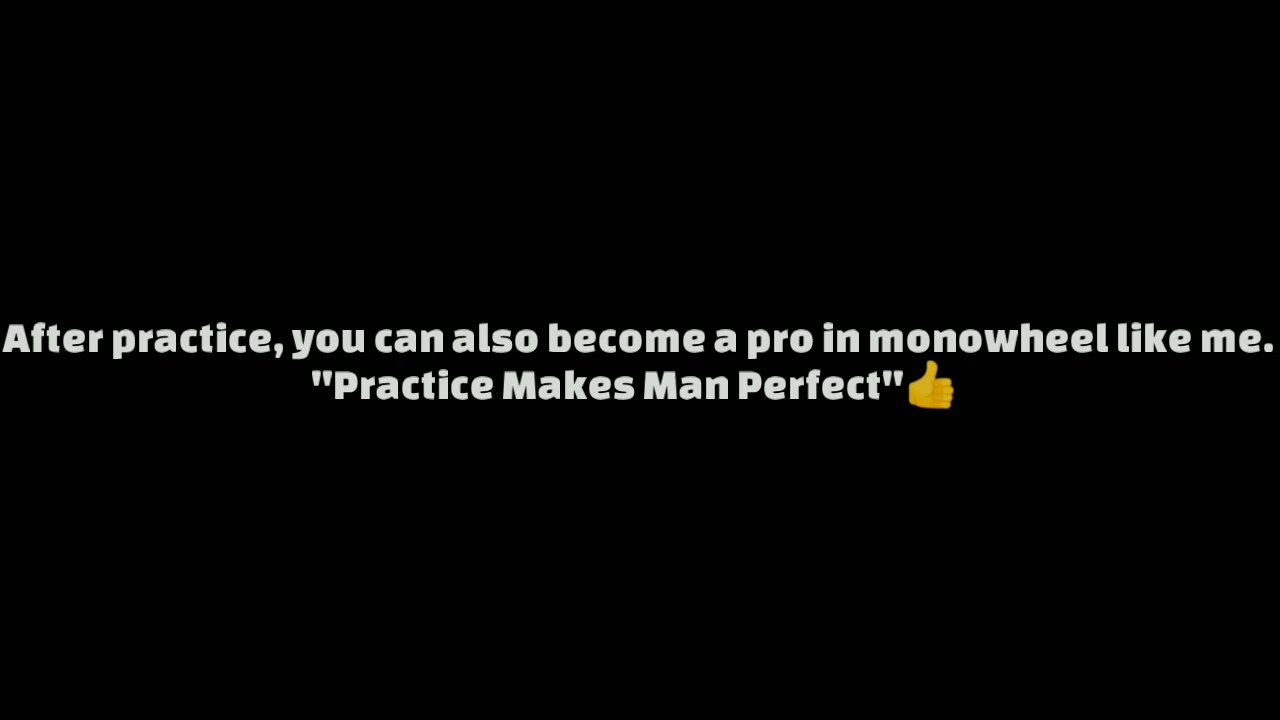 After practice, you can also become a pro in monowheel like me.
"Practice Makes Man Perfect"👍